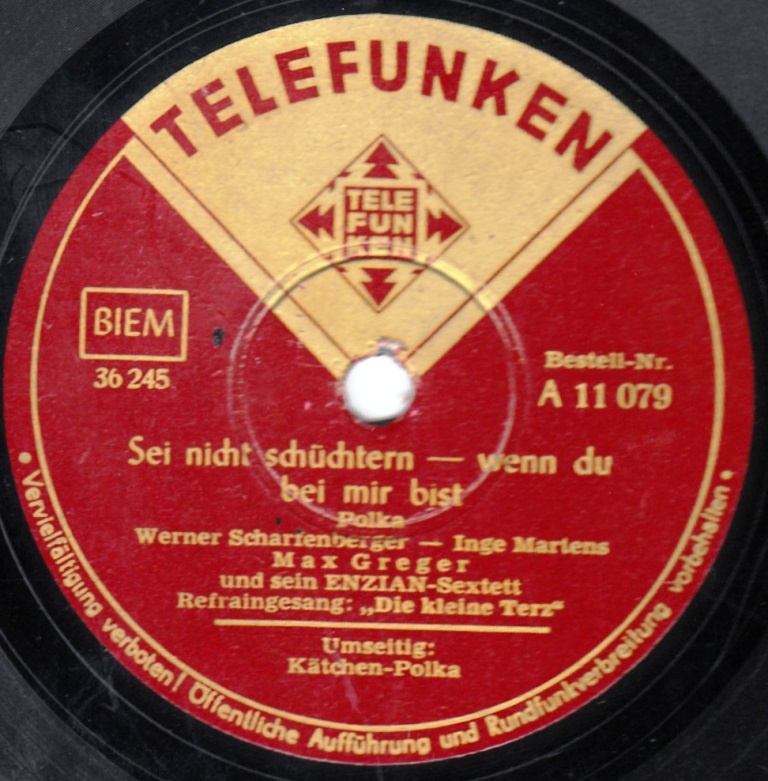 TELEFUNKEN
TELE
FUN
KEN
BIEM
36 245
Bestell-Nr.
A 11 079
Sei nicht schüchtern — wenn du
bei mir bist
Polka
Werner Scharfenberger — Inge Martens
Max Greger
und sein ENZIAN-Sextett
Refraingesang: „Die kleine Terz“
Umseitig:
Kätchen-Polka
• Vervielfältigung verboten! Öffentliche Aufführung und Rundfunkverbreitung vorbehalten •